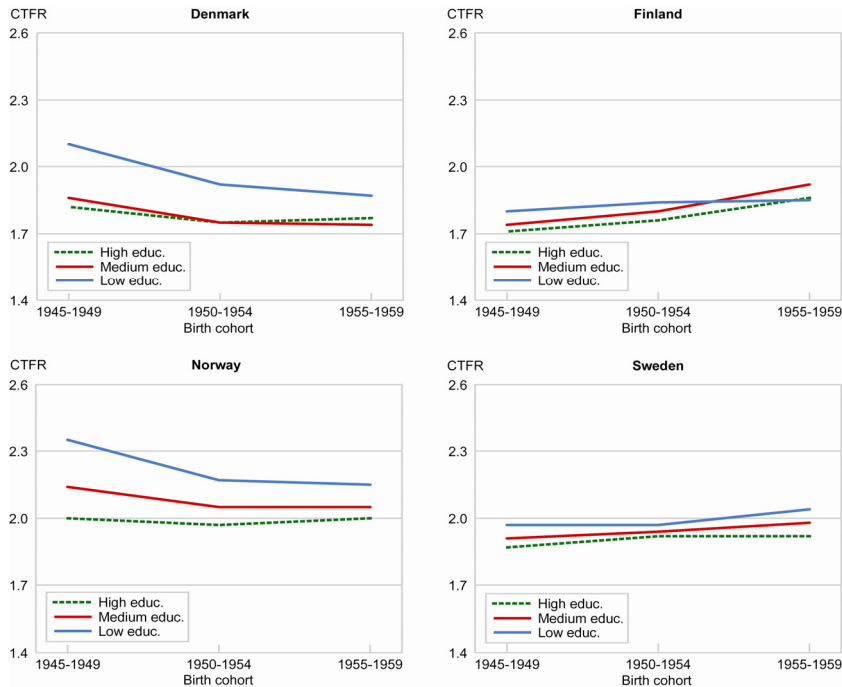 CTFR
Denmark
2.6
2.3
2.0
1.7
1.4
High educ.
Medium educ.
Low educ.
1945-1949
1950-1954
1955-1959
Birth cohort
CTFR
Finland
2.6
2.3
2.0
1.7
1.4
High educ.
Medium educ.
Low educ.
1945-1949
1950-1954
1955-1959
Birth cohort
CTFR
Norway
2.6
2.3
2.0
1.7
1.4
High educ.
Medium educ.
Low educ.
1945-1949
1950-1954
1955-1959
Birth cohort
CTFR
Sweden
2.6
2.3
2.0
1.7
1.4
High educ.
Medium educ.
Low educ.
1945-1949
1950-1954
1955-1959
Birth cohort